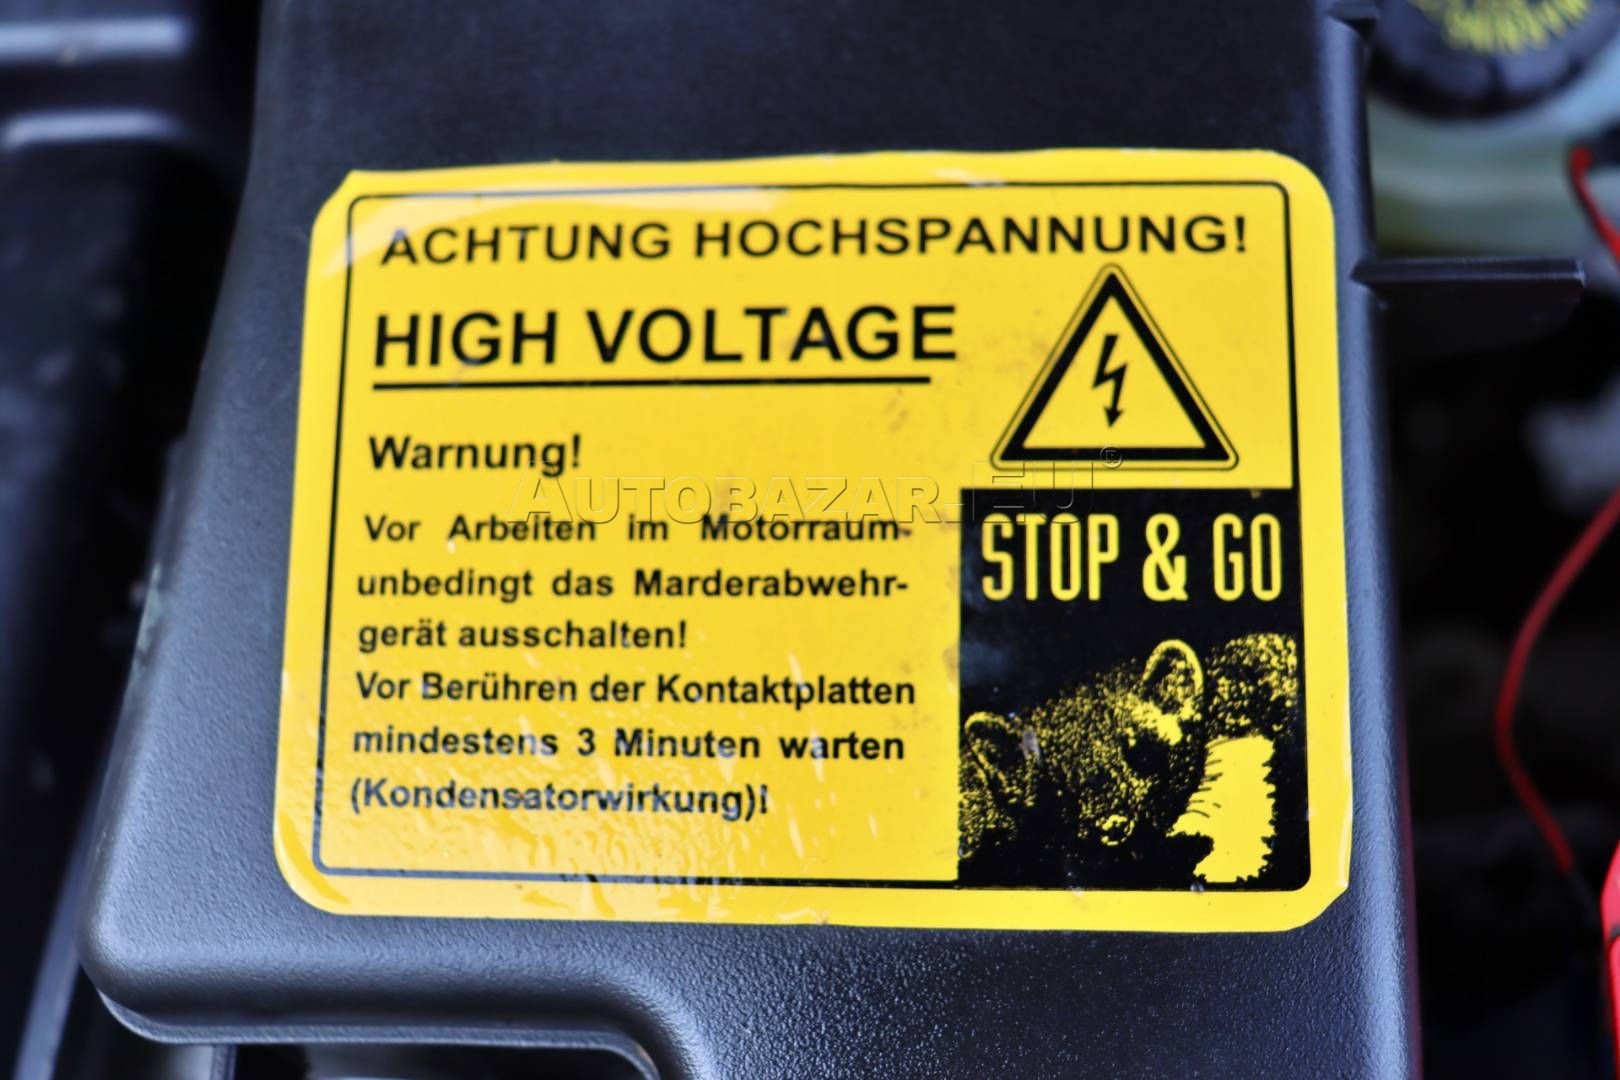 ACHTUNG HOCHSPANNUNG!
HIGH VOLTAGE
Warnung!
AUTOBAZAR.EU®
Vor Arbeiten im Motorraum
unbedingt das Marderabwehr-
gerät ausschalten!
Vor Berühren der Kontaktplatten
mindestens 3 Minuten warten
(Kondensatorwirkung)!
STOP & GO